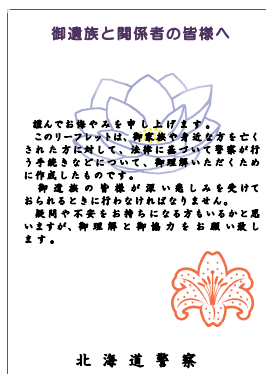 御遺族と関係者の皆様へ
謹んでお悔やみを申し上げます。
このリーフレットは、御家族や身近な方を亡く
された方に対して、法律に基づいて警察が行
う手続きなどについて、御理解いただくため
に作成したものです。
御遺族の皆様が深い悲しみを受けて
おられるときに行わなければなりません。
疑問や不安をお持ちになる方もいるかと思
いますが、御理解と御協力をお願い致し
ます。
北海道警察